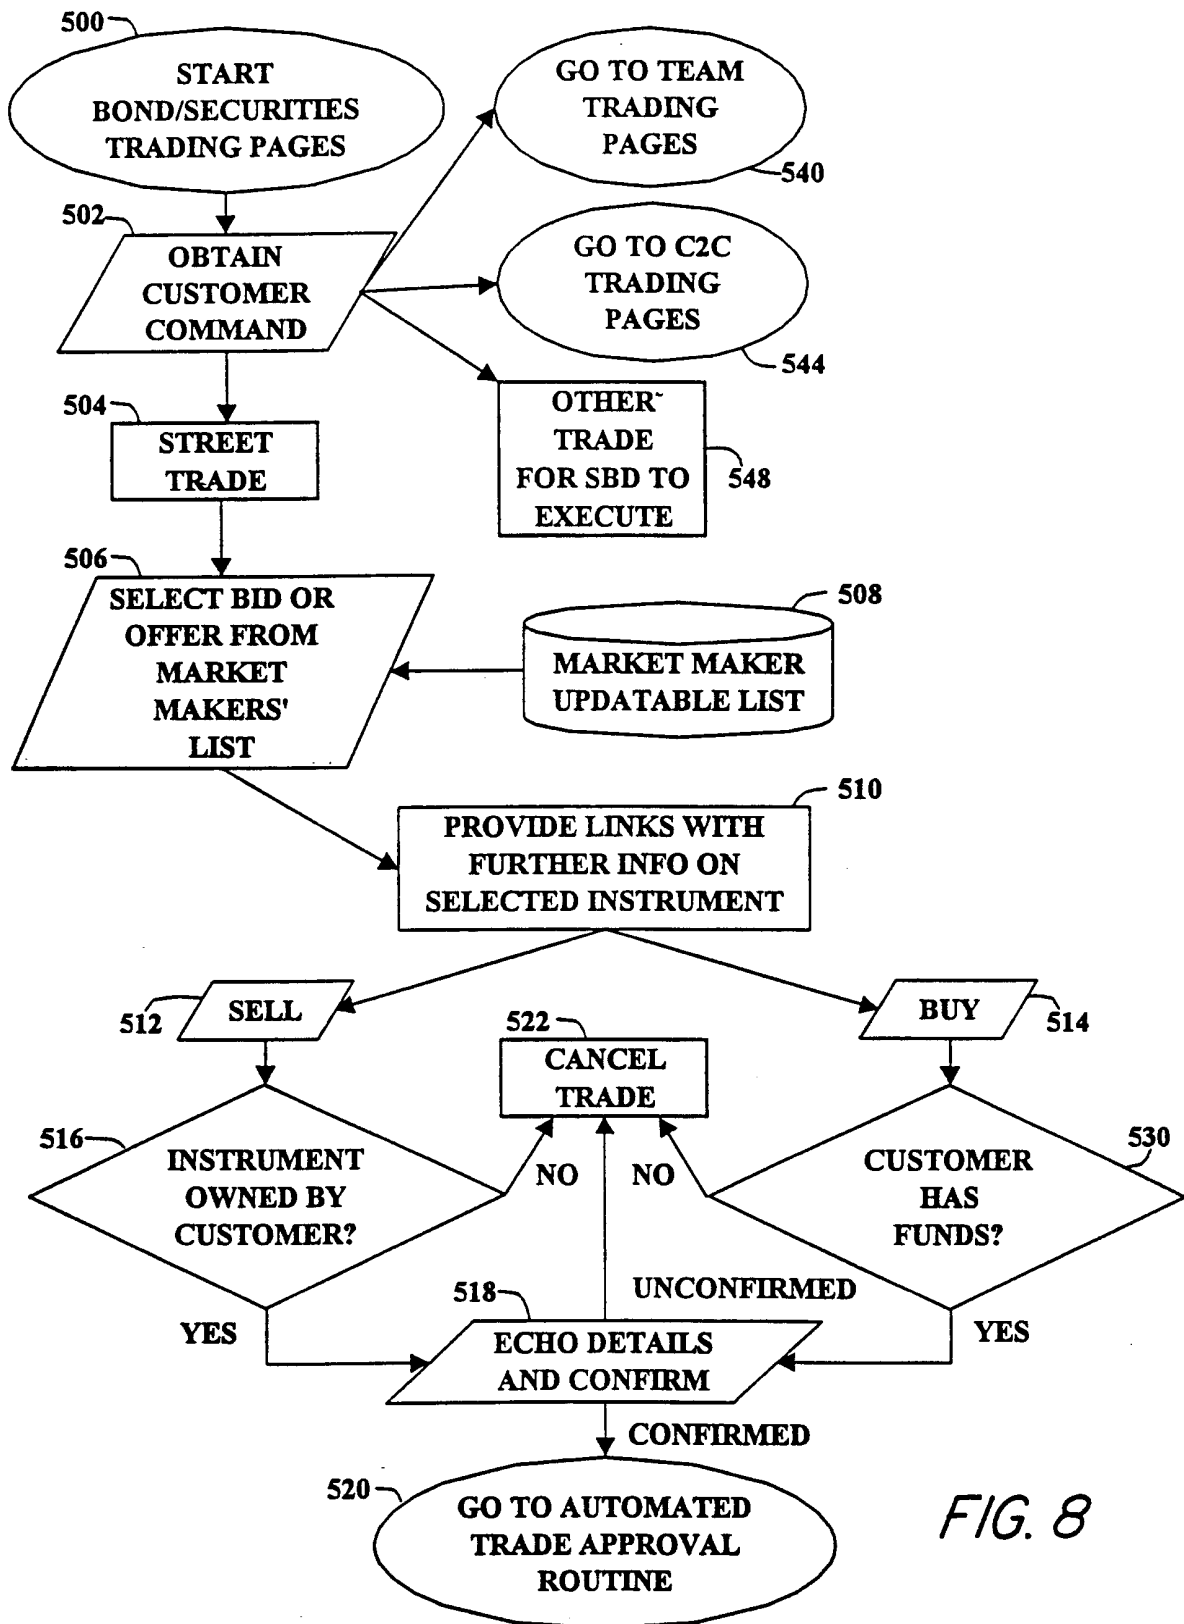 500
START
BOND/SECURITIES
TRADING PAGES
GO TO TEAM
TRADING
PAGES
540
502
OBTAIN
CUSTOMER
COMMAND
GO TO C2C
TRADING
PAGES
544
504
STREET
TRADE
OTHER~
TRADE
FOR SBD TO
EXECUTE
548
506
SELECT BID OR
OFFER FROM
MARKET
MAKERS'
LIST
508
MARKET MAKER
UPDATABLE LIST
510
PROVIDE LINKS WITH
FURTHER INFO ON
SELECTED INSTRUMENT
512
SELL
BUY
514
522
CANCEL
TRADE
516
INSTRUMENT
OWNED BY
CUSTOMER?
NO
NO
530
CUSTOMER
HAS
FUNDS?
YES
UNCONFIRMED
YES
518
ECHO DETAILS
AND CONFIRM
CONFIRMED
520
GO TO AUTOMATED
TRADE APPROVAL
ROUTINE
FIG. 8